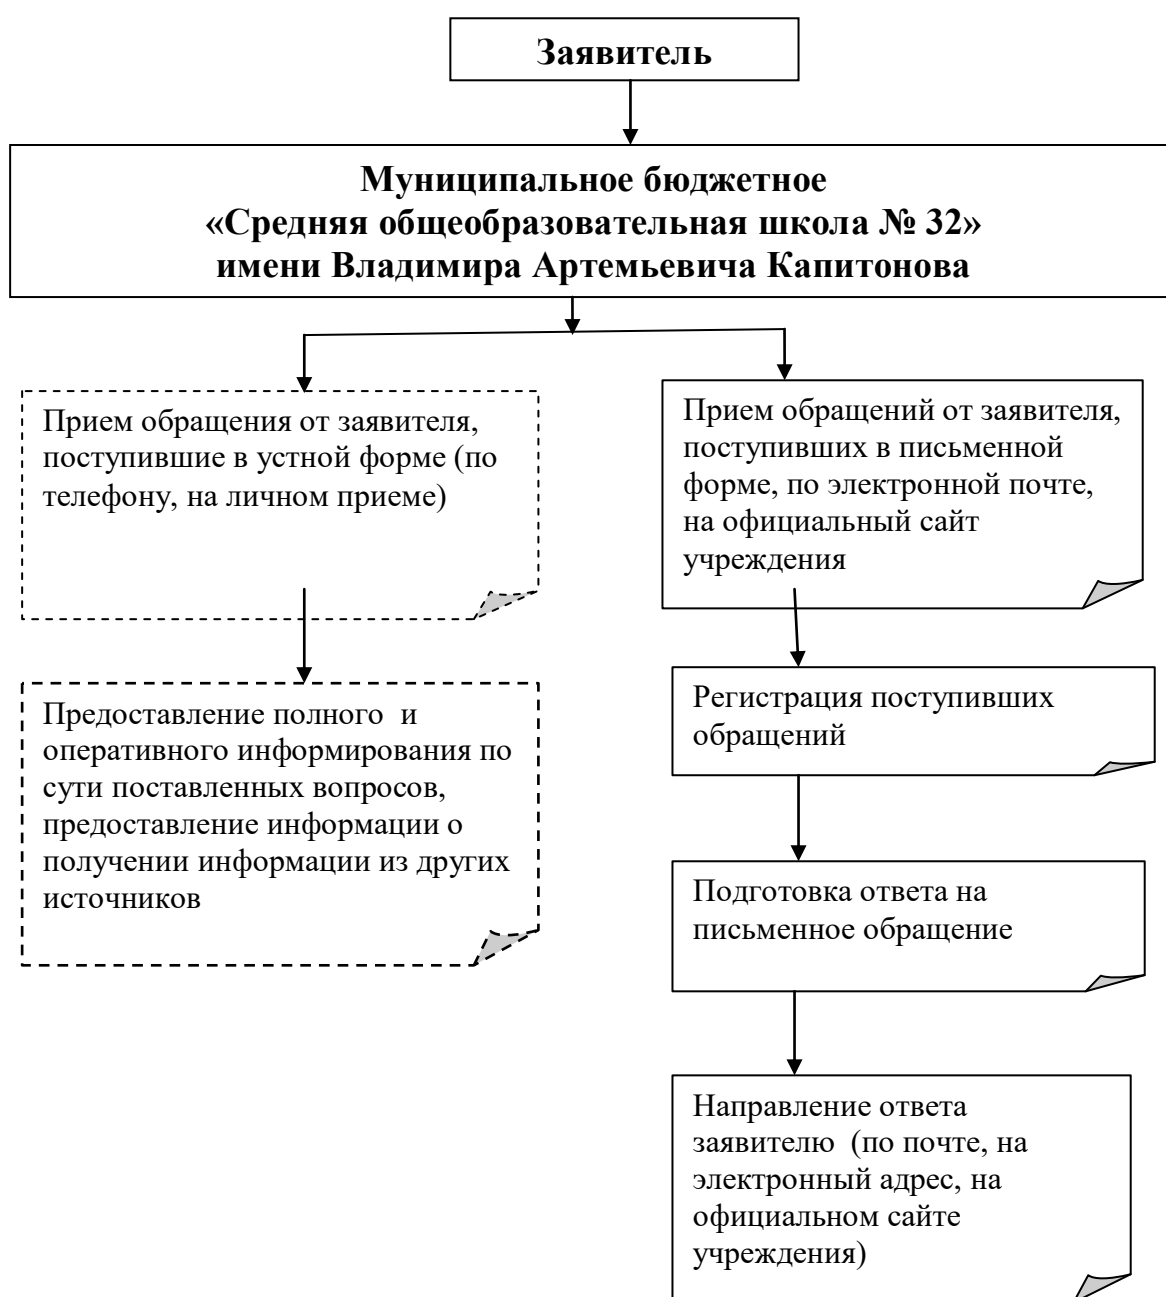 Заявитель
Муниципальное бюджетное
«Средняя общеобразовательная школа № 32»
имени Владимира Артемьевича Капитонова
Прием обращения от заявителя,
поступившие в устной форме (по
телефону, на личном приеме)
Предоставление полного и
оперативного информирования по
сути поставленных вопросов,
предоставление информации о
получении информации из других
источников
Прием обращений от заявителя,
поступивших в письменной
форме, по электронной почте,
на официальный сайт
учреждения
Регистрация поступивших
обращений
Подготовка ответа на
письменное обращение
Направление ответа
заявителю (по почте, на
электронный адрес, на
официальном сайте
учреждения)